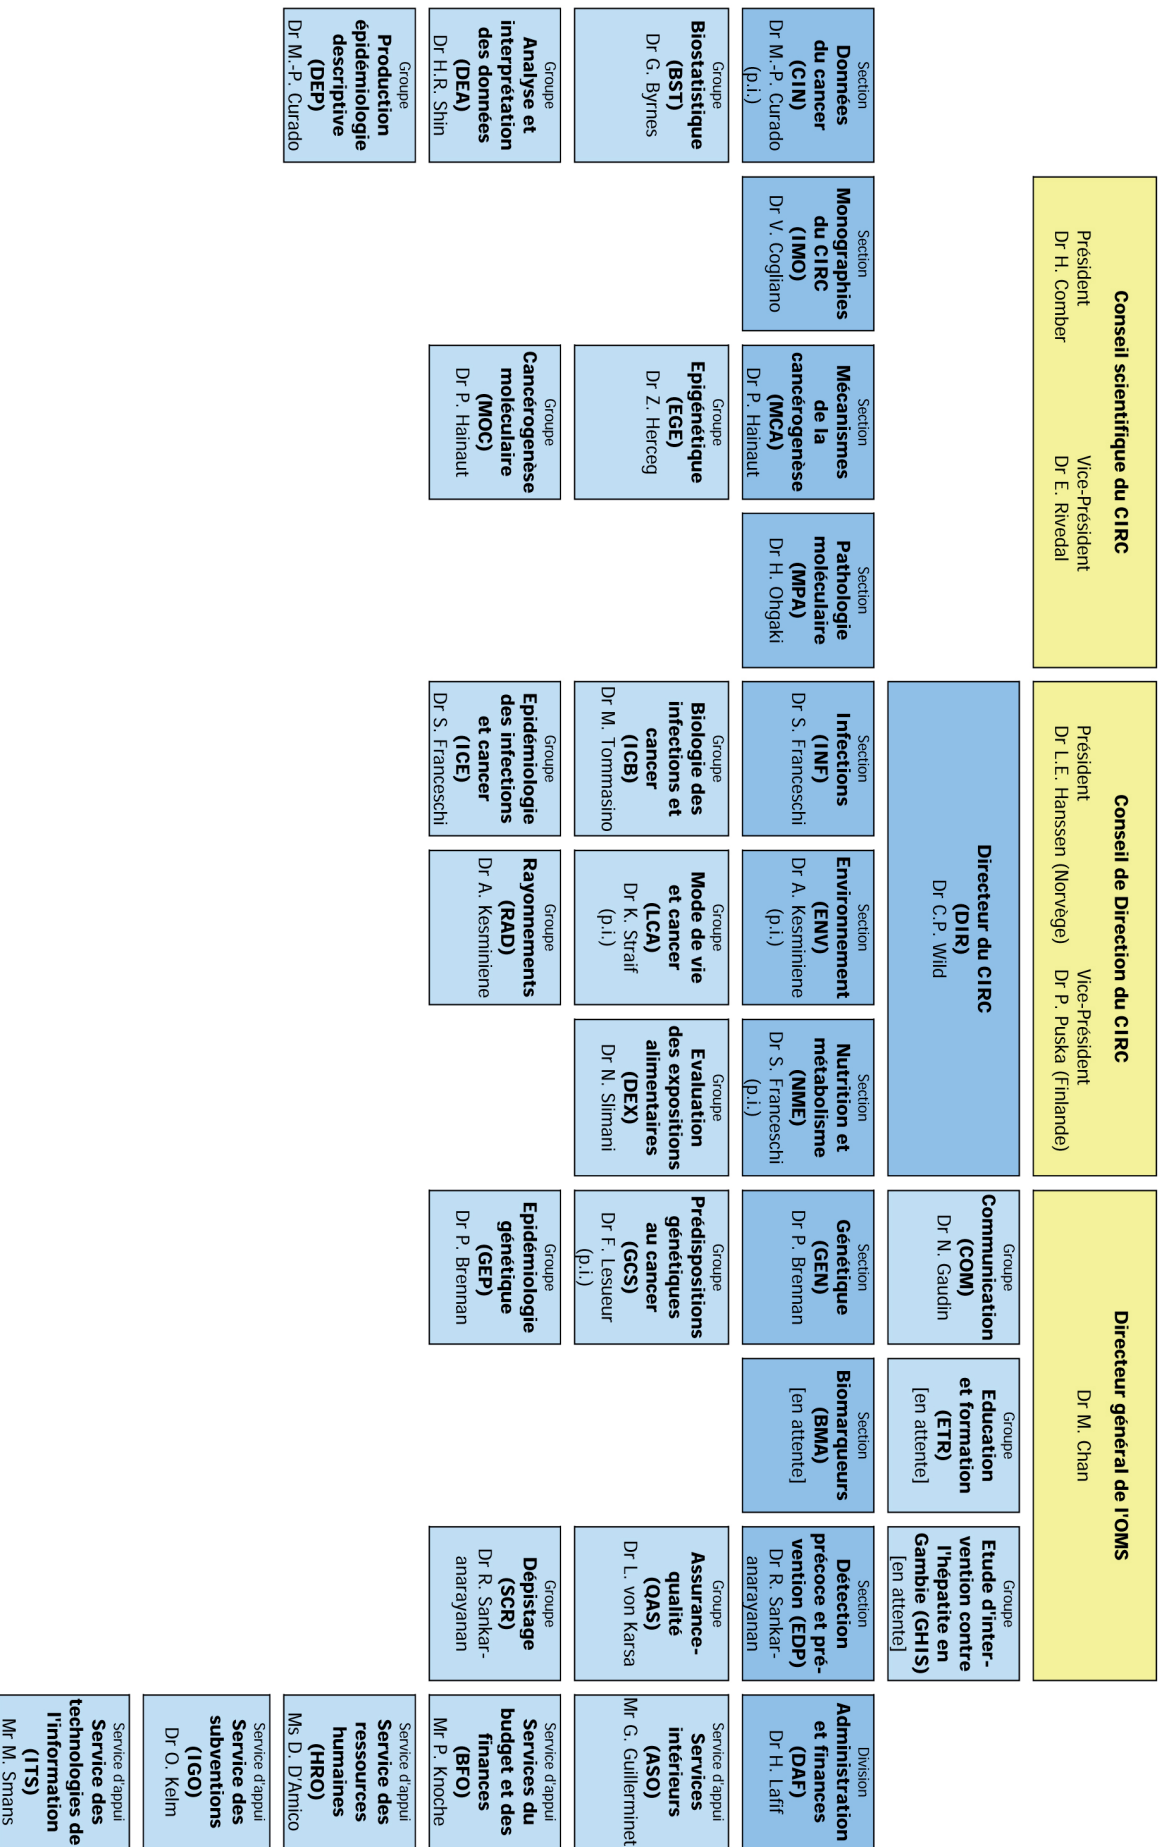 Conseil scientifique du CIRC
Président
Dr H. Comber
Vice-Président
Dr E. Rivedal
Conseil de Direction du CIRC
Président
Dr L.E. Hanssen (Norvège)
Vice-Président
Dr P. Puska (Finlande)
Directeur général de l'OMS
Dr M. Chan
Directeur du CIRC
(DIR)
Dr C.P. Wild
Groupe
Communication
(COM)
Dr N. Gaudin
Groupe
Education
et formation
(ETR)
[en attente]
Groupe
Etude d'inter-
vention contre
l'hépatite en
Gambie (GHIS)
[en attente]
Section
Données
du cancer
(CIN)
Dr M.-P. Curado
(p.i.)
Section
Monographies
du CIRC
(IMO)
Dr V. Cogliano
Section
Mécanismes
de la
cancérogenèse
(MCA)
Dr P. Hainaut
Section
Pathologie
moléculaire
(MPA)
Dr H. Ohgaki
Section
Infections
(INF)
Dr S. Franceschi
Section
Environnement
(ENV)
Dr A. Kesminiene
(p.i.)
Section
Nutrition et
métabolisme
(NME)
Dr S. Franceschi
(p.i.)
Section
Génétique
(GEN)
Dr P. Brennan
Section
Biomarqueurs
(BMA)
[en attente]
Section
Détection
précoce et pré-
vention (EDP)
Dr R. Sankar-
anarayanan
Division
Administration
et finances
(DAF)
Dr H. Lafif
Groupe
Biostatistique
(BST)
Dr G. Byrnes
Groupe
Epigénétique
(EGE)
Dr Z. Herceg
Groupe
Biologie des
infections et
cancer
(ICB)
Dr M. Tommasino
Groupe
Mode de vie
et cancer
(LCA)
Dr K. Straif
(p.i.)
Groupe
Evaluation
des expositions
alimentaires
(DEX)
Dr N. Slimani
Groupe
Prédispositions
génétiques
au cancer
(GCS)
Dr F. Lesueur
(p.i.)
Groupe
Assurance-
qualité
(QAS)
Dr L. von Karsa
Service d'appui
Services
intérieurs
(ASO)
Mr G. Guillerminet
Groupe
Analyse et
interprétation
des données
(DEA)
Dr H.R. Shin
Groupe
Cancérogenèse
moléculaire
(MOC)
Dr P. Hainaut
Groupe
Epidémiologie
des infections
et cancer
(ICE)
Dr S. Franceschi
Groupe
Rayonnements
(RAD)
Dr A. Kesminiene
Groupe
Epidémiologie
génétique
(GEP)
Dr P. Brennan
Groupe
Dépistage
(SCR)
Dr R. Sankar-
anarayanan
Service d'appui
Services du
budget et des
finances
(BFO)
Mr P. Knoche
Groupe
Production
épidémiologie
descriptive
(DEP)
Dr M.-P. Curado
Service d'appui
Service des
ressources
humaines
(HRO)
Ms D. D'Amico
Service d'appui
Service des
subventions
(IGO)
Dr O. Kelm
Service d'appui
Service des
technologies de
l'information
(ITS)
Mr M. Smans